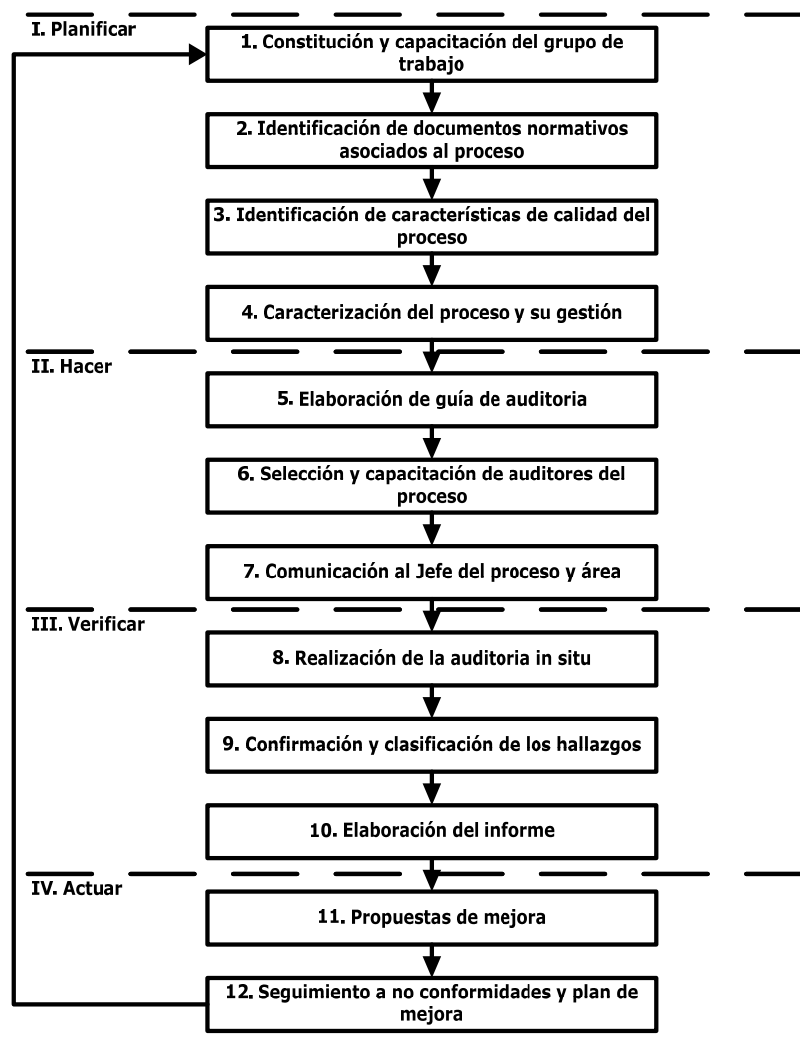 I. Planificar
1. Constitución y capacitación del grupo de
trabajo
2. Identificación de documentos normativos
asociados al proceso
3. Identificación de características de calidad del
proceso
4. Caracterización del proceso y su gestión
II. Hacer
5. Elaboración de guía de auditoria
6. Selección y capacitación de auditores del
proceso
7. Comunicación al Jefe del proceso y área
III. Verificar
8. Realización de la auditoria in situ
9. Confirmación y clasificación de los hallazgos
10. Elaboración del informe
IV. Actuar
11. Propuestas de mejora
12. Seguimiento a no conformidades y plan de
mejora